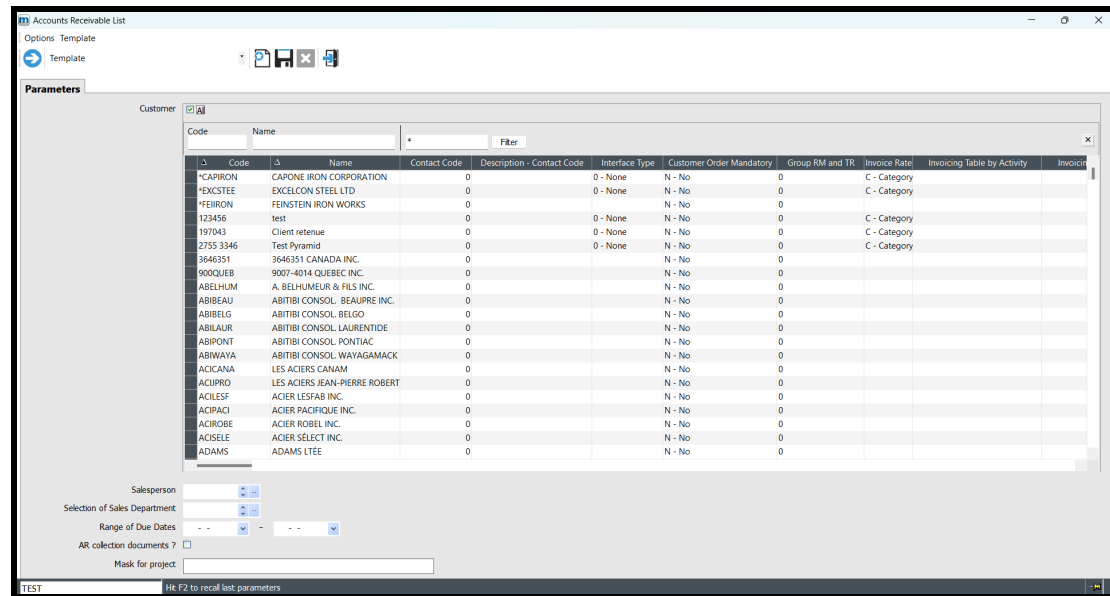 m Accounts Receivable List
Options Template
Template
Parameters
Customer All
Code Name
* Filter
Code Name Contact Code Description - Contact Code Interface Type Customer Order Mandatory Group RM and TR Invoice Rate Invoicing Table by Activity Invoicin
*CAPIRON CAPONE IRON CORPORATION 0 0 - None N - No 0 C - Category
*EXCSTEE EXCELCON STEEL LTD 0 0 - None N - No 0 C - Category
*FEIIRON FEINSTEIN IRON WORKS 0 N - No 0
123456 test 0 0 - None N - No 0 C - Category
197043 Client retenue 0 0 - None N - No 0 C - Category
2755 3346 Test Pyramid 0 0 - None N - No 0 C - Category
3646351 3646351 CANADA INC. 0 N - No 0
900QUEB 9007-4014 QUEBEC INC. 0 N - No 0
ABELHUM A. BELHUMEUR & FILS INC. 0 N - No 0
ABIBEAU ABITIBI CONSOL. BEAUPRE INC. 0 N - No 0
ABIBELG ABITIBI CONSOL. BELGO 0 N - No 0
ABILAUR ABITIBI CONSOL. LAURENTIDE 0 N - No 0
ABIPONT ABITIBI CONSOL. PONTIAC 0 N - No 0
ABIWAYA ABITIBI CONSOL. WAYAGAMACK 0 N - No 0
ACICANA LES ACIERS CANAM 0 N - No 0
ACIJPRO LES ACIERS JEAN-PIERRE ROBERT 0 N - No 0
ACILESF ACIER LESFAB INC. 0 N - No 0
ACIPACI ACIER PACIFIQUE INC. 0 N - No 0
ACIROBE ACIER ROBEL INC. 0 N - No 0
ACISELE ACIER SÉLECT INC. 0 N - No 0
ADAMS ADAMS LTÉE 0 N - No 0
Salesperson
Selection of Sales Department
Range of Due Dates - - - - -
AR collection documents ?
Mask for project
TEST Hit F2 to recall last parameters